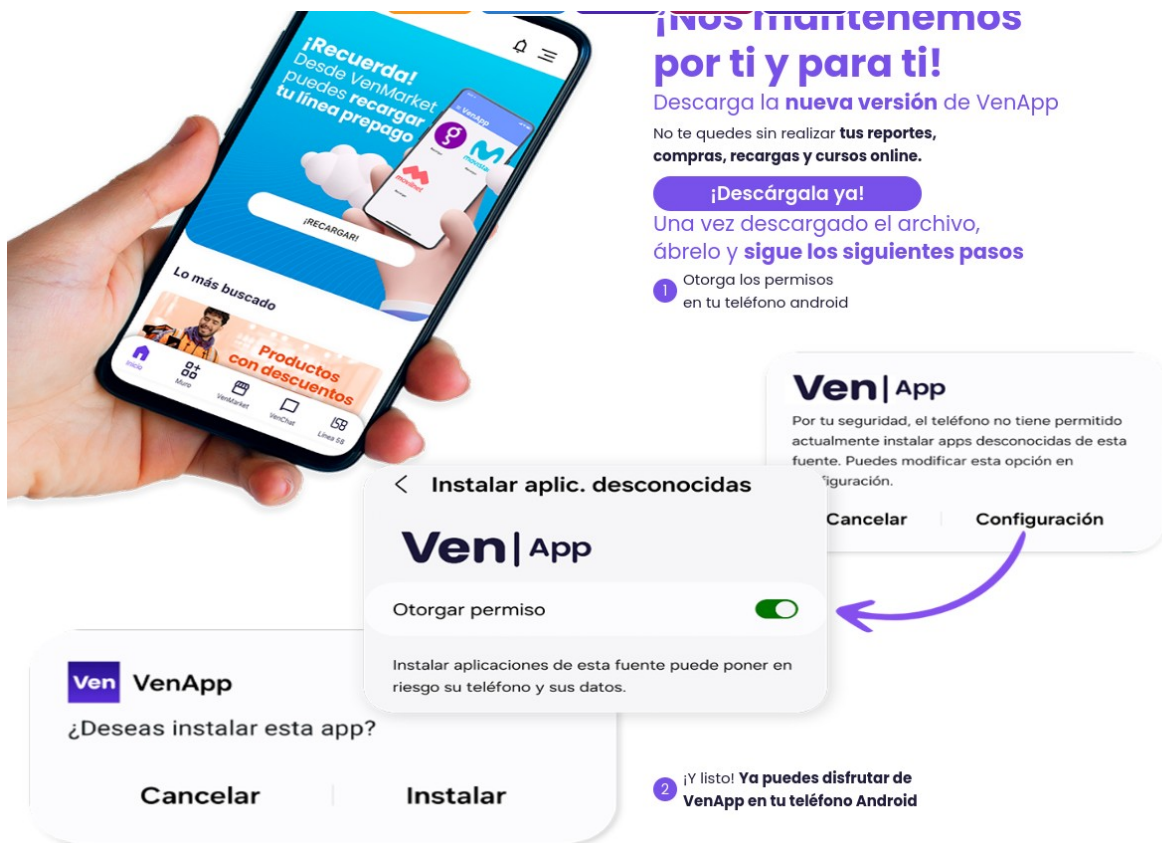 ¡Nos mantenemos
por ti y para ti!
Descarga la nueva versión de VenApp
No te quedes sin realizar tus reportes,
compras, recargas y cursos online.
¡Descárgala ya!
Una vez descargado el archivo,
ábrelo y sigue los siguientes pasos
1 Otorga los permisos
en tu teléfono android
¡Recuerda!
Desde VenMarket
puedes recargar
tu línea prepago
VenApp
g
movistar
movilnet
¡RECARGAR!
Lo más buscado
Productos
con descuentos
Inicio
Muro
VenMarket
VenChat
Línea 58
Ven | App
Por tu seguridad, el teléfono no tiene permitido
actualmente instalar apps desconocidas de esta
fuente. Puedes modificar esta opción en
figuración.
Cancelar Configuración
Instalar aplic. desconocidas
Ven | App
Otorgar permiso
Instalar aplicaciones de esta fuente puede poner en
riesgo su teléfono y sus datos.
Ven VenApp
¿Deseas instalar esta app?
Cancelar Instalar
2 ¡Y listo! Ya puedes disfrutar de
VenApp en tu teléfono Android